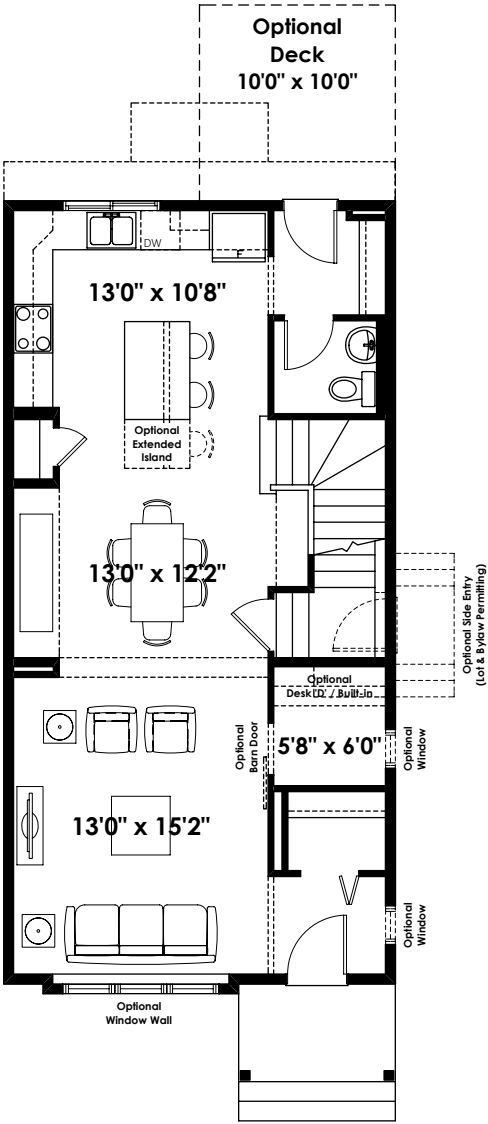 Optional
Deck
10'0" x 10'0"
DW
F
13'0" x 10'8"
Optional
Extended
Island
13'0" x 12'2"
Optional Side Entry
(Lot & Bylaw Permitting)
Optional
Desk 'D' / Built-in
Optional
Barn Door
5'8" x 6'0"
Optional
Window
13'0" x 15'2"
Optional
Window
Optional
Window Wall